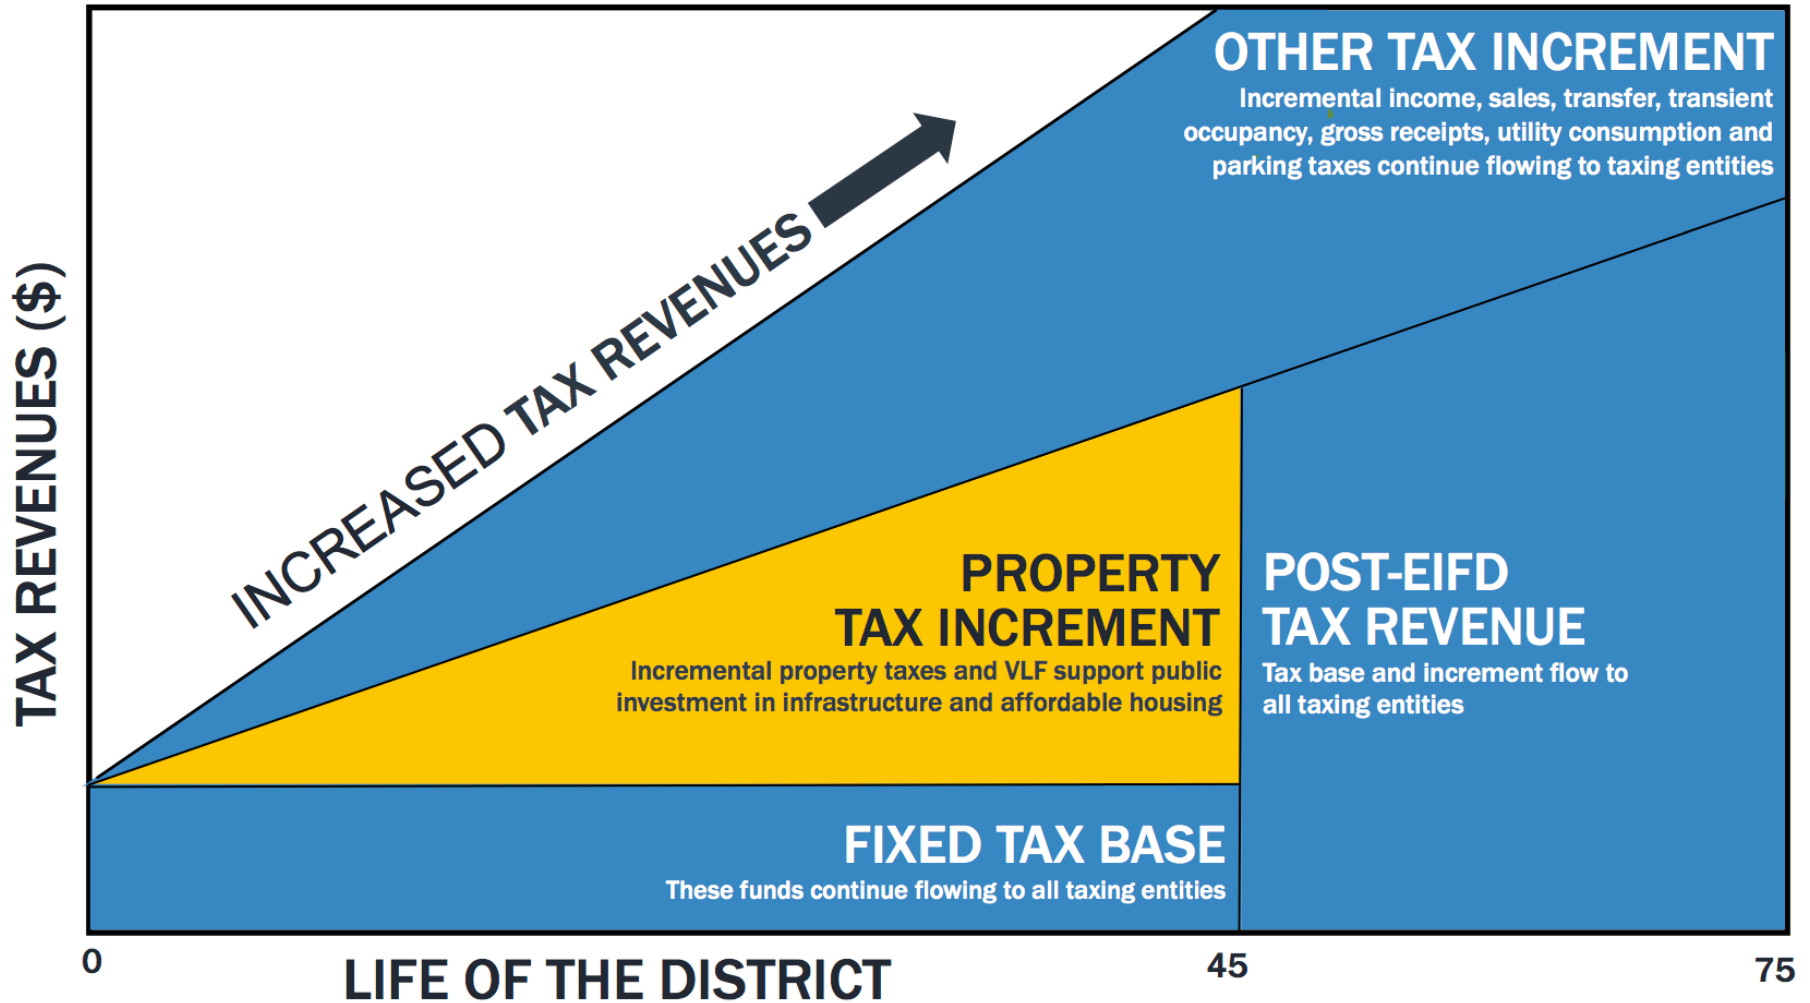 OTHER TAX INCREMENT
Incremental income, sales, transfer, transient
occupancy, gross receipts, utility consumption and
parking taxes continue flowing to taxing entities
INCREASED TAX REVENUES
TAX REVENUES ($)
PROPERTY
TAX INCREMENT
Incremental property taxes and VLF support public
investment in infrastructure and affordable housing
POST-EIFD
TAX REVENUE
Tax base and increment flow to
all taxing entities
FIXED TAX BASE
These funds continue flowing to all taxing entities
0
45
75
LIFE OF THE DISTRICT